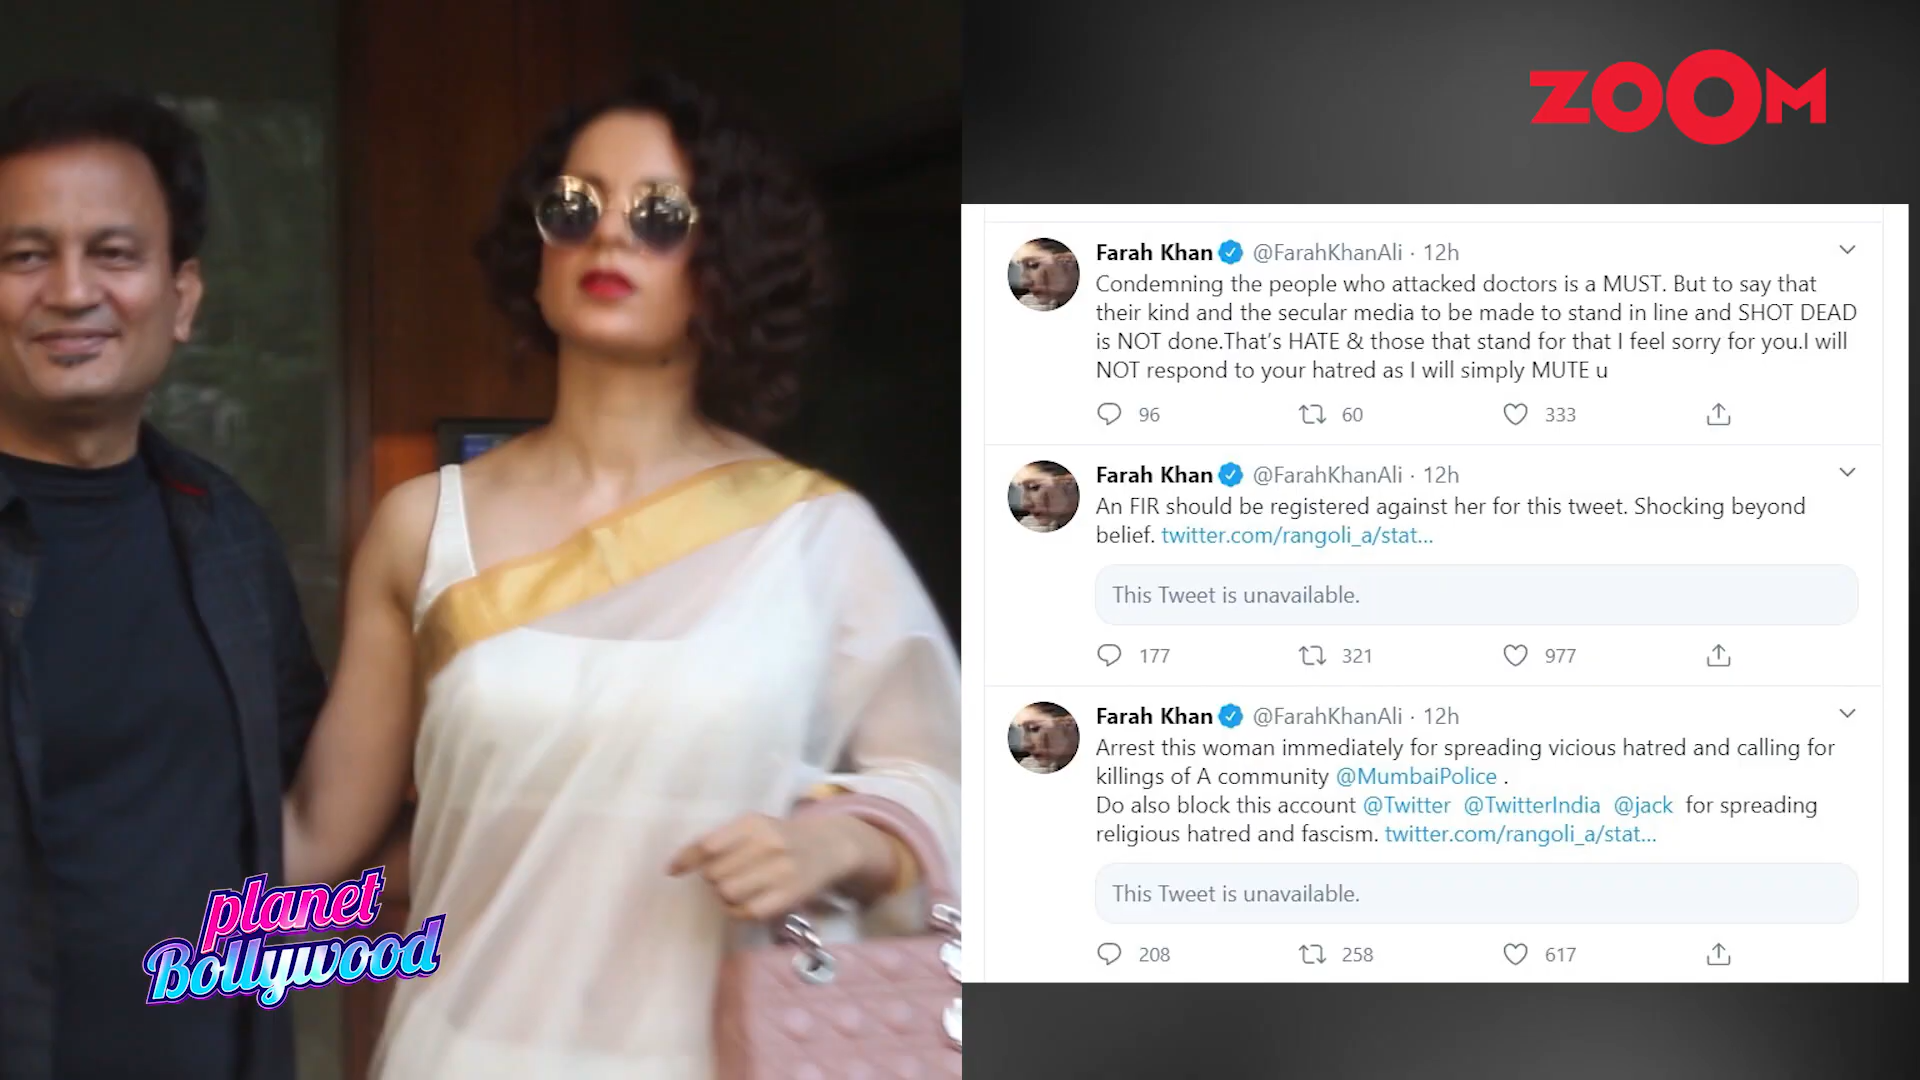 ZOOM
Farah Khan @FarahKhanAli · 12h
Condemning the people who attacked doctors is a MUST. But to say that
their kind and the secular media to be made to stand in line and SHOT DEAD
is NOT done.That's HATE & those that stand for that I feel sorry for you.I will
NOT respond to your hatred as I will simply MUTE u
96 60 333
Farah Khan @FarahKhanAli · 12h
An FIR should be registered against her for this tweet. Shocking beyond
belief. twitter.com/rangoli_a/stat...
This Tweet is unavailable.
177 321 977
Farah Khan @FarahKhanAli · 12h
Arrest this woman immediately for spreading vicious hatred and calling for
killings of A community @MumbaiPolice .
Do also block this account @Twitter @TwitterIndia @jack for spreading
religious hatred and fascism. twitter.com/rangoli_a/stat...
This Tweet is unavailable.
208 258 617
planet
Bollywood